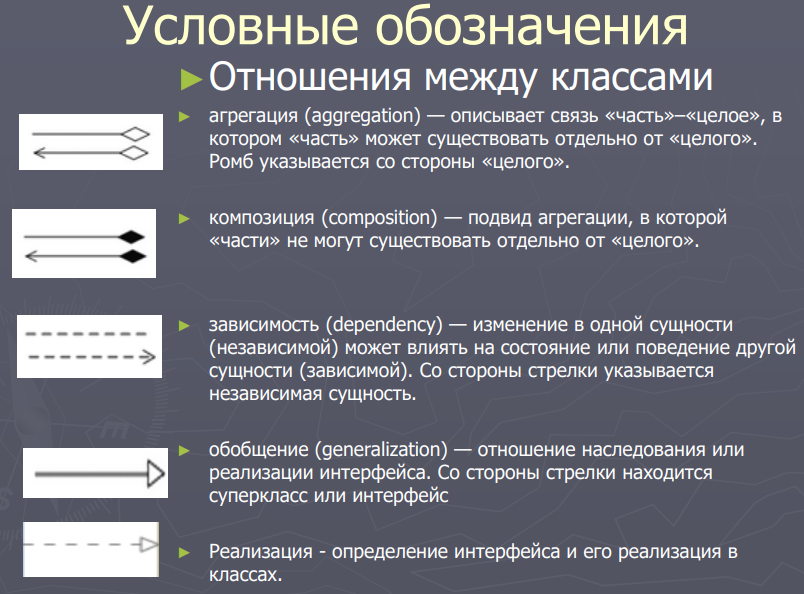 Условные обозначения
►Отношения между классами
► агрегация (aggregation) — описывает связь «часть»–«целое», в
котором «часть» может существовать отдельно от «целого».
Ромб указывается со стороны «целого».
► композиция (composition) — подвид агрегации, в которой
«части» не могут существовать отдельно от «целого».
► зависимость (dependency) — изменение в одной сущности
(независимой) может влиять на состояние или поведение другой
сущности (зависимой). Со стороны стрелки указывается
независимая сущность.
► обобщение (generalization) — отношение наследования или
реализации интерфейса. Со стороны стрелки находится
суперкласс или интерфейс
► Реализация - определение интерфейса и его реализация в
классах.